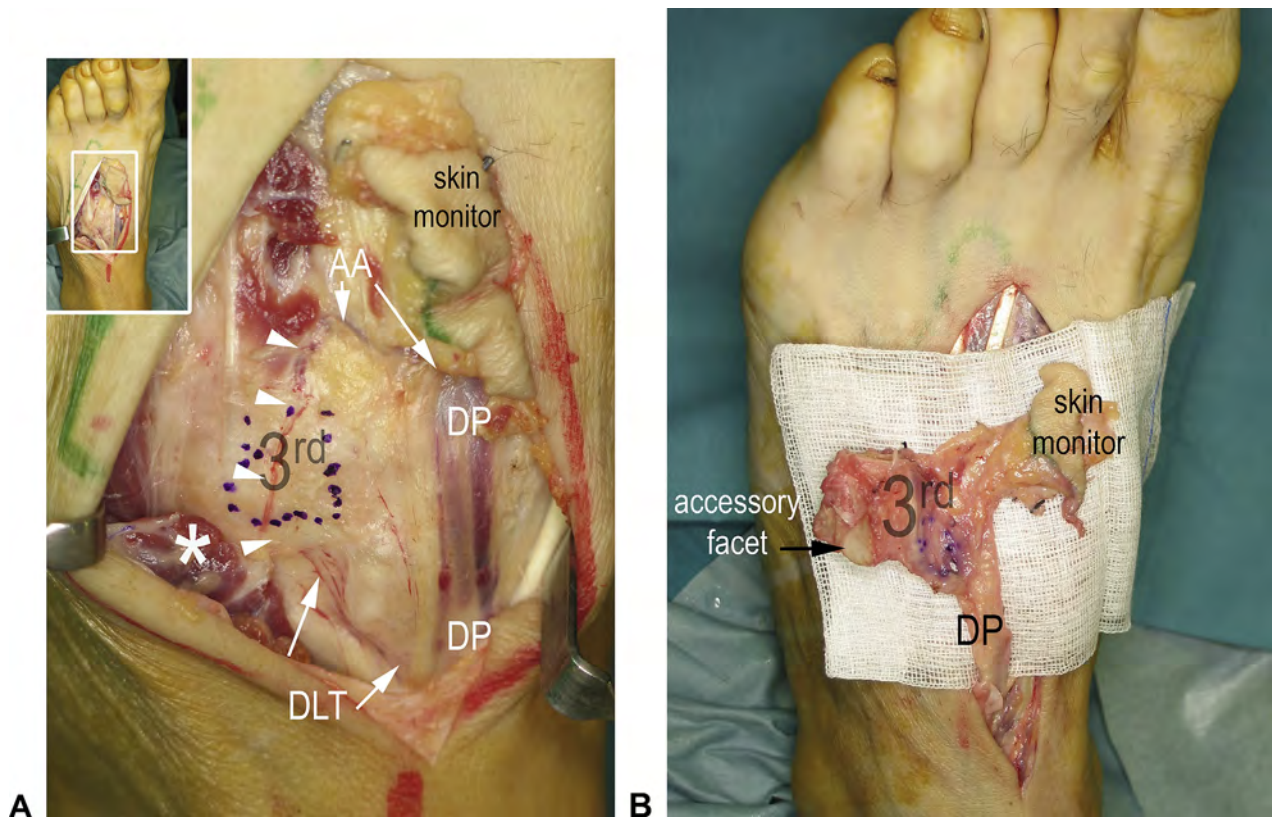 skin
monitor
AA
3rd
DP
*
DP
DLT
A
skin
monitor
accessory
facet
3rd
DP
B